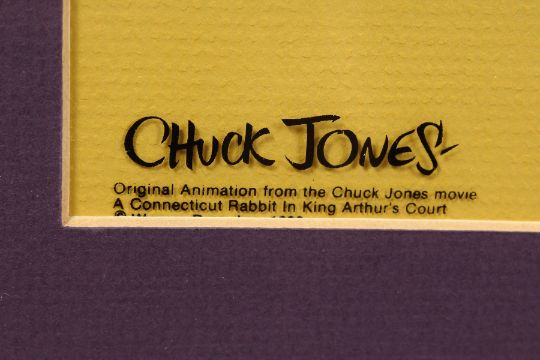 CHUCK JONES
Original Animation from the Chuck Jones movie
A Connecticut Rabbit In King Arthur's Court
©